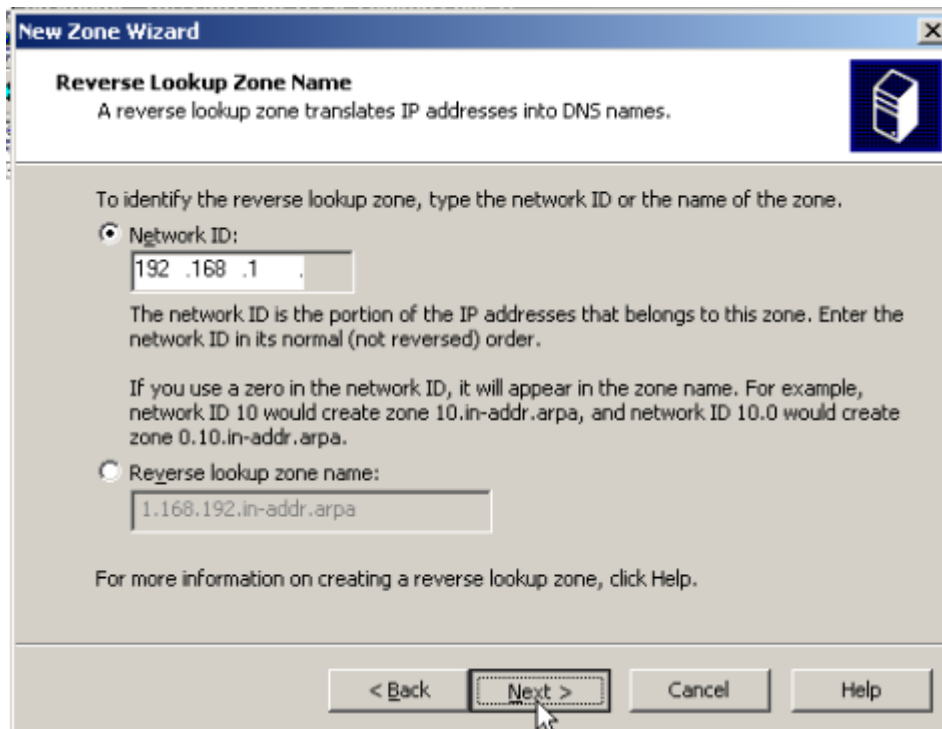 New Zone Wizard
Reverse Lookup Zone Name
A reverse lookup zone translates IP addresses into DNS names.
To identify the reverse lookup zone, type the network ID or the name of the zone.
Network ID:
192 .168 .1 .
The network ID is the portion of the IP addresses that belongs to this zone. Enter the
network ID in its normal (not reversed) order.
If you use a zero in the network ID, it will appear in the zone name. For example,
network ID 10 would create zone 10.in-addr.arpa, and network ID 10.0 would create
zone 0.10.in-addr.arpa.
Reverse lookup zone name:
1.168.192.in-addr.arpa
For more information on creating a reverse lookup zone, click Help.
< Back Next > Cancel Help